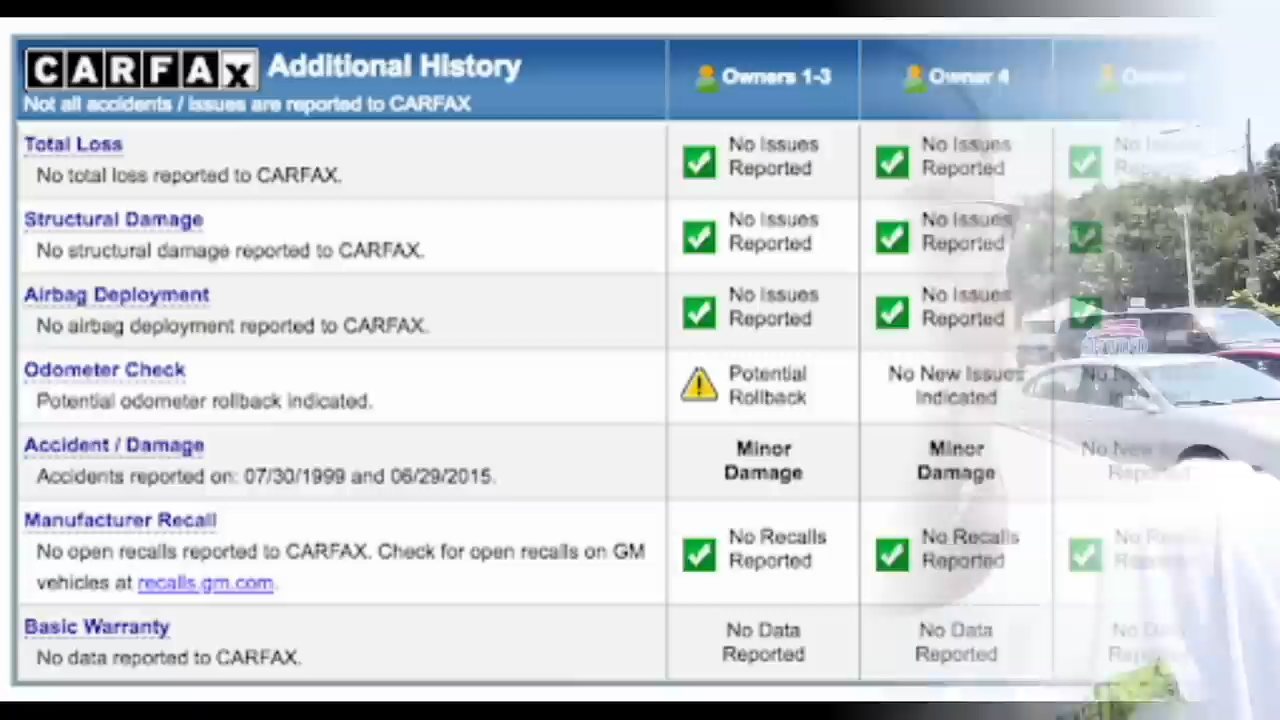 CARFAX Additional History
Not all accidents / issues are reported to CARFAX
Owners 1-3
Owner 4
Total Loss
No total loss reported to CARFAX.
No Issues
Reported
No Issues
Reported
Structural Damage
No structural damage reported to CARFAX.
No Issues
Reported
No Issues
Reported
Airbag Deployment
No airbag deployment reported to CARFAX.
No Issues
Reported
No Issues
Reported
Odometer Check
Potential odometer rollback indicated.
Potential
Rollback
No New Issues
Indicated
Accident / Damage
Accidents reported on: 07/30/1999 and 06/29/2015.
Minor
Damage
Minor
Damage
No New
Manufacturer Recall
No open recalls reported to CARFAX. Check for open recalls on GM
vehicles at recalls.gm.com.
No Recalls
Reported
No Recalls
Reported
Basic Warranty
No data reported to CARFAX.
No Data
Reported
No Data
Reported